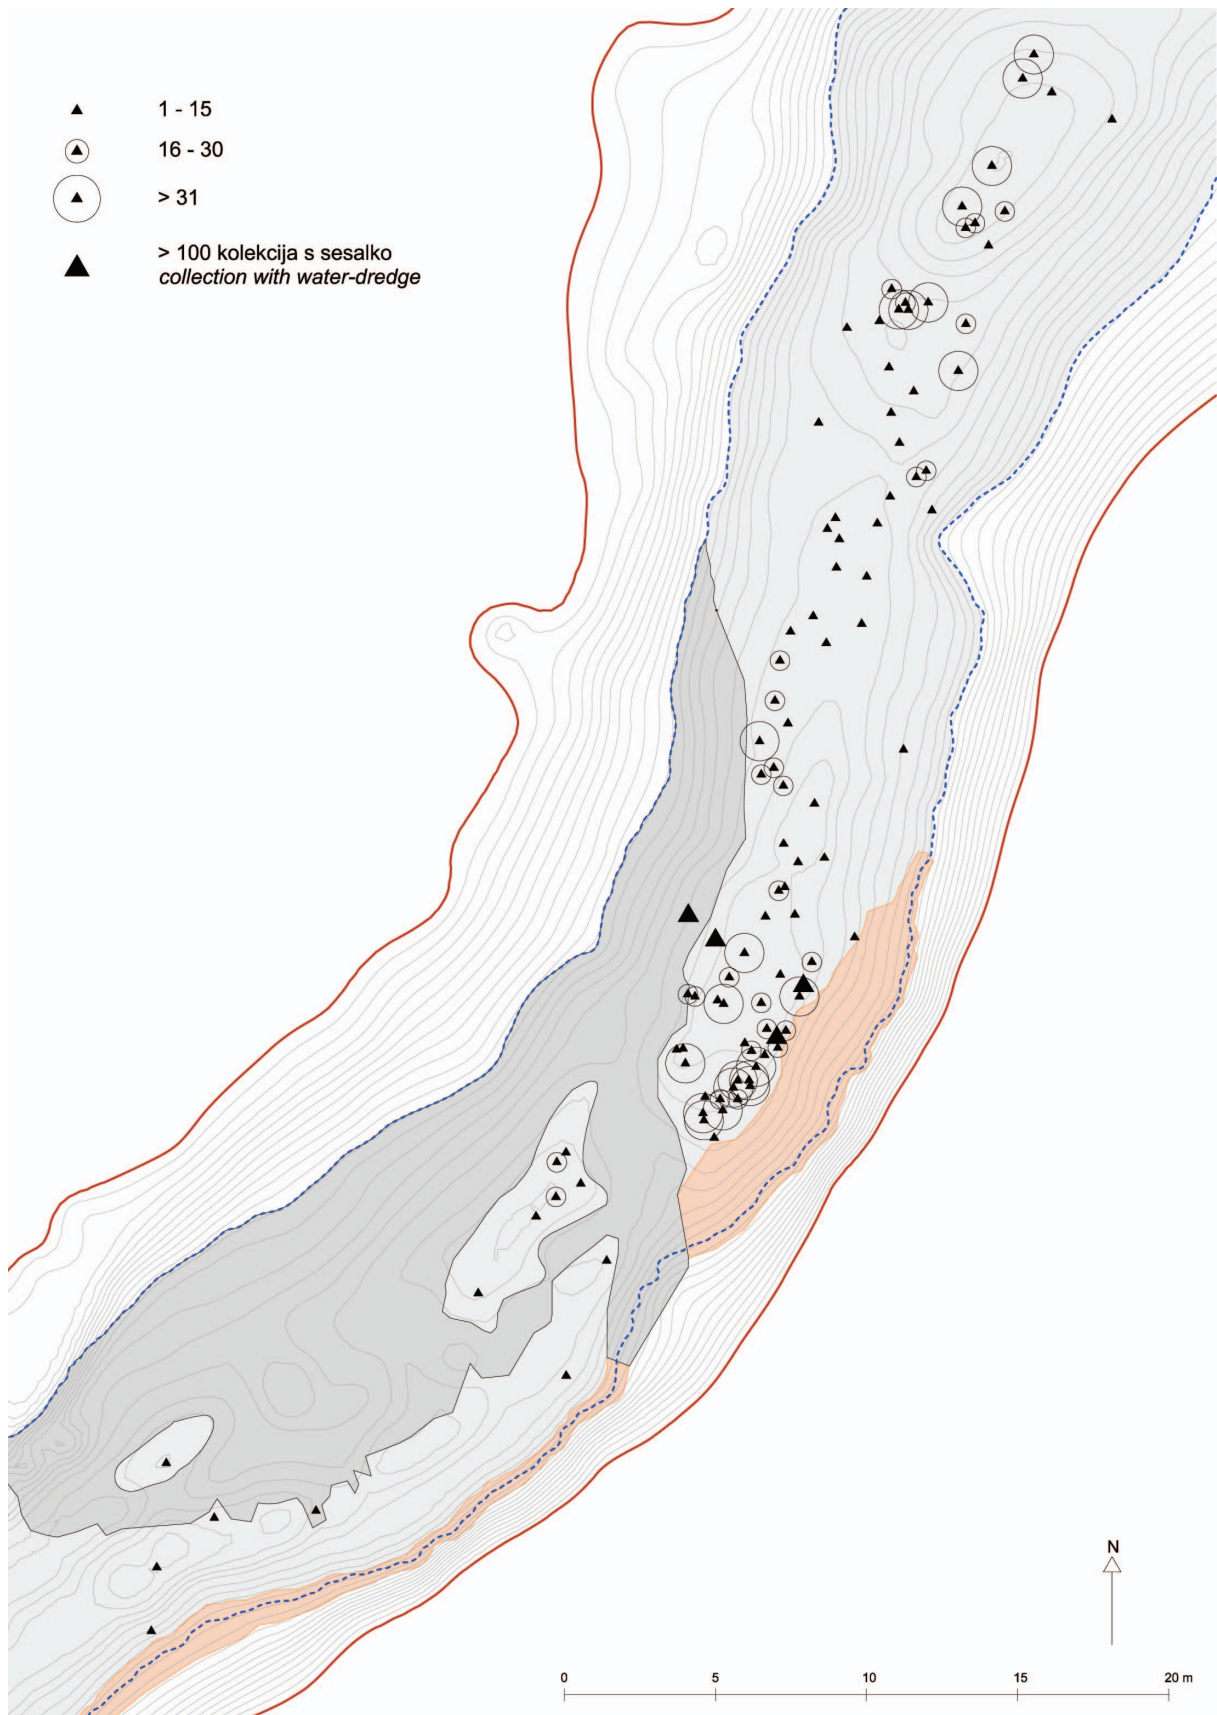 1 - 15
16 - 30
> 31
> 100 kolekcija s sesalko
collection with water-dredge
N
0 5 10 15 20 m